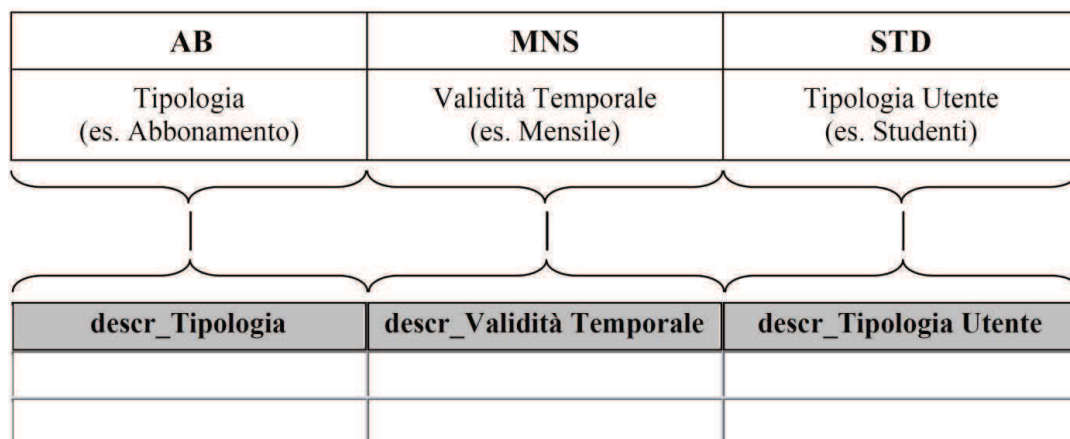 AB MNS STD
Tipologia Validità Temporale Tipologia Utente
(es. Abbonamento) (es. Mensile) (es. Studenti)
descr_Tipologia descr_Validità Temporale descr_Tipologia Utente